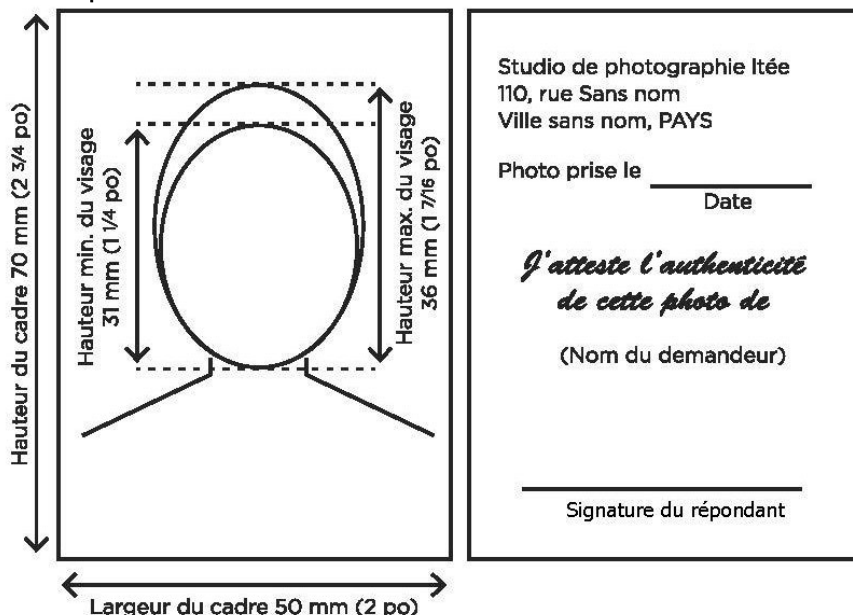 Hauteur du cadre 70 mm (2 3/4 po)
Hauteur min. du visage
31 mm (1 1/4 po)
Hauteur max. du visage
36 mm (1 7/16 po)
Largeur du cadre 50 mm (2 po)
Studio de photographie ltée
110, rue Sans nom
Ville sans nom, PAYS
Photo prise le
Date
J'atteste l'authenticité
de cette photo de
(Nom du demandeur)
Signature du répondant